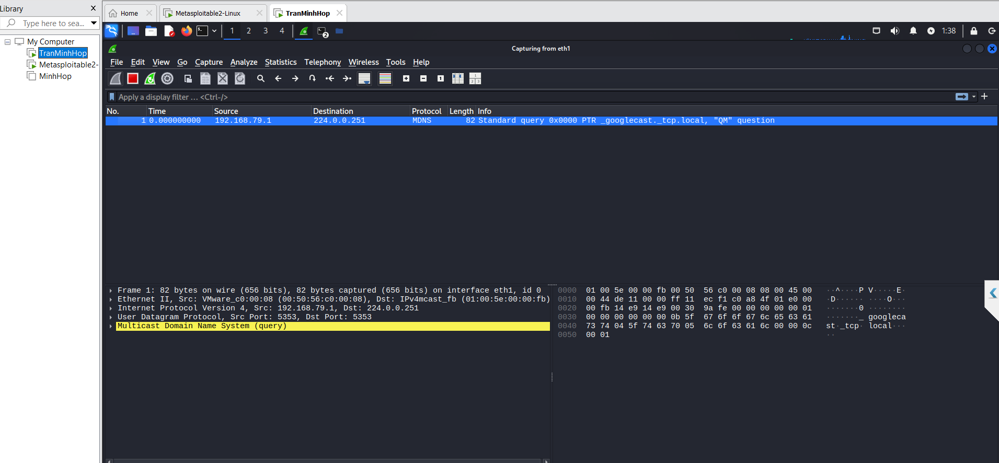 Library X
Type here to sea...
My Computer
TranMinhHop
Metasploitable2-
MinhHop
Home
Metasploitable2-Linux
TranMinhHop
1 2 3 4
2
1:38
Capturing from eth1
File Edit View Go Capture Analyze Statistics Telephony Wireless Tools Help
Apply a display filter … <Ctrl-/>
No. Time Source Destination Protocol Length Info
1 0.000000000 192.168.79.1 224.0.0.251 MDNS 82 Standard query 0x0000 PTR _googlecast._tcp.local, "QM" question
Frame 1: 82 bytes on wire (656 bits), 82 bytes captured (656 bits) on interface eth1, id 0
Ethernet II, Src: VMware_c0:00:08 (00:50:56:c0:00:08), Dst: IPv4mcast_fb (01:00:5e:00:00:fb)
Internet Protocol Version 4, Src: 192.168.79.1, Dst: 224.0.0.251
User Datagram Protocol, Src Port: 5353, Dst Port: 5353
Multicast Domain Name System (query)
0000 01 00 5e 00 00 fb 00 50 56 c0 00 08 08 00 45 00 ··^····P V·····E·
0010 00 44 de 11 00 00 ff 11 ec f1 c0 a8 4f 01 e0 00 ·D······ ····O···
0020 00 fb 14 e9 14 e9 00 30 9a fe 00 00 00 00 00 01 ·······0 ········
0030 00 00 00 00 00 00 0b 5f 67 6f 6f 67 6c 65 63 61 ·······_ googleca
0040 73 74 04 5f 74 63 70 05 6c 6f 63 61 6c 00 00 0c st·_tcp· local···
0050 00 01 ··